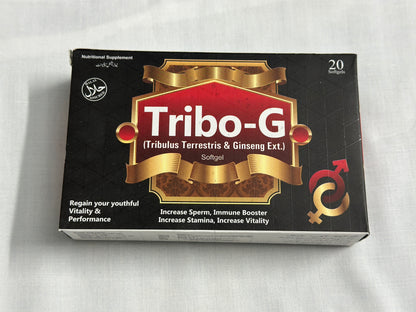 Nutritional Supplement
20
Softgels
حلال
Tribo-G
(Tribulus Terrestris & Ginseng Ext.)
Softgel
Regain your youthful
Vitality &
Performance
Increase Sperm, Immune Booster
Increase Stamina, Increase Vitality